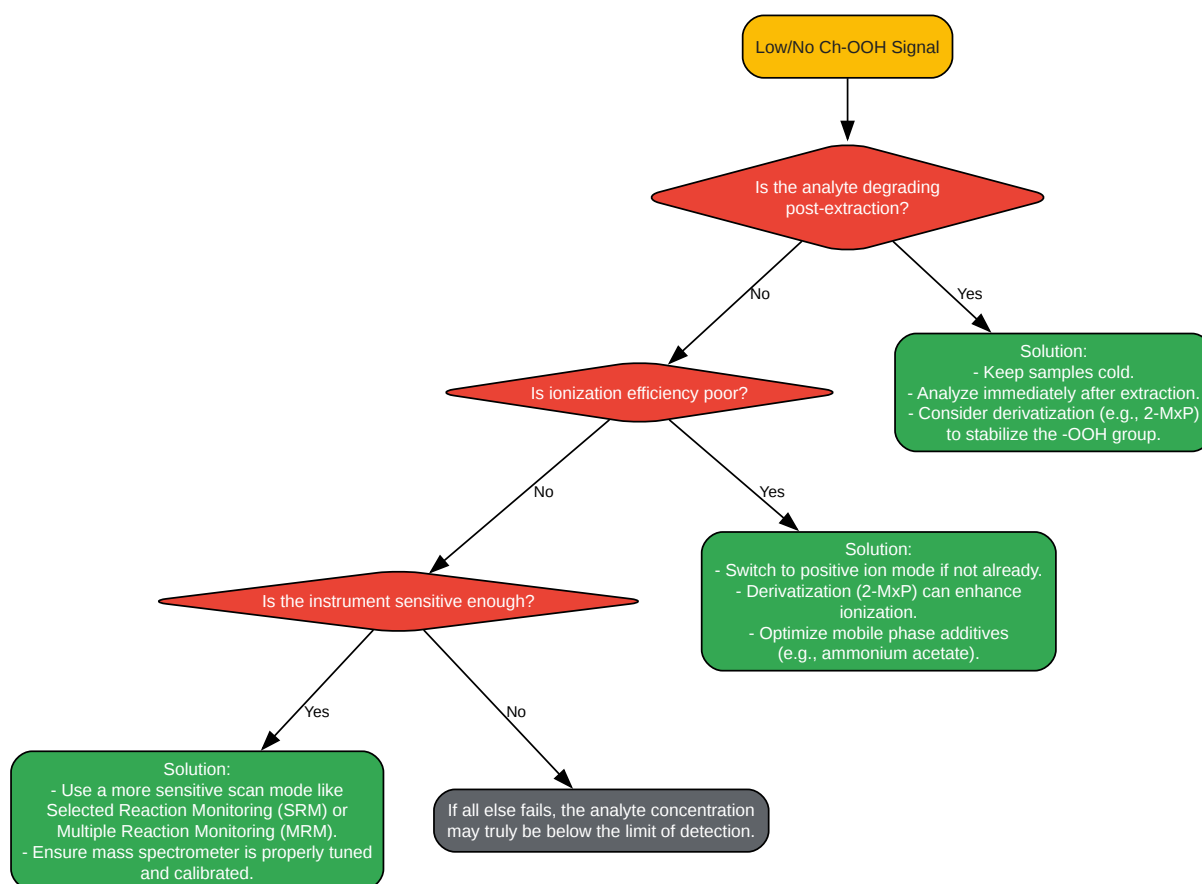 Low/No Ch-OOH Signal
Is the analyte degrading
post-extraction?
No
Yes
Solution:
- Keep samples cold.
- Analyze immediately after extraction.
- Consider derivatization (e.g., 2-MxP)
to stabilize the -OOH group.
Is ionization efficiency poor?
No
Yes
Solution:
- Switch to positive ion mode if not already.
- Derivatization (2-MxP) can enhance
ionization.
- Optimize mobile phase additives
(e.g., ammonium acetate).
Is the instrument sensitive enough?
Yes
No
Solution:
- Use a more sensitive scan mode like
Selected Reaction Monitoring (SRM) or
Multiple Reaction Monitoring (MRM).
- Ensure mass spectrometer is properly tuned
and calibrated.
If all else fails, the analyte concentration
may truly be below the limit of detection.